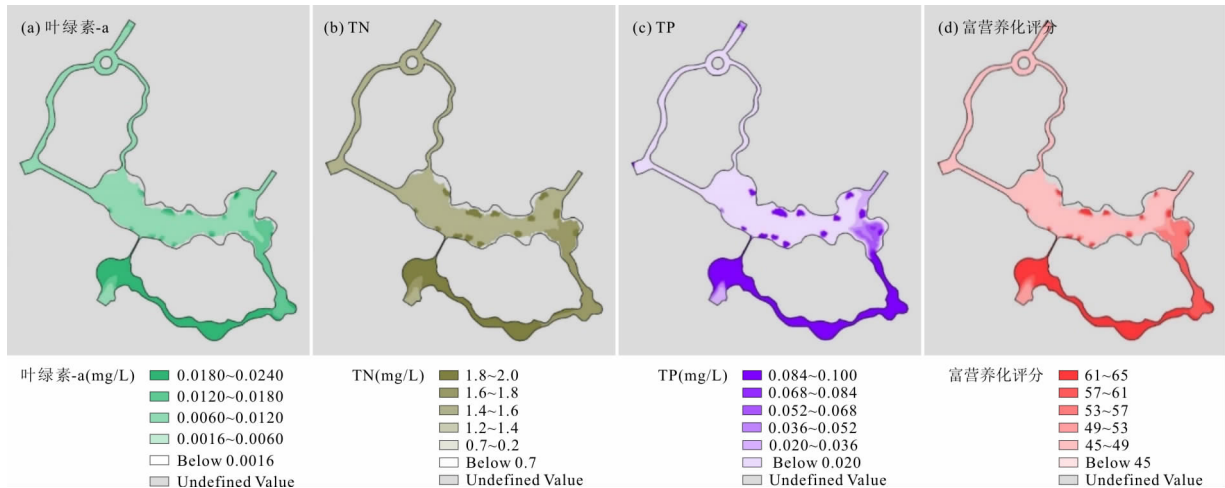 (a) 叶绿素-a
(b) TN
(c) TP
(d) 富营养化评分
叶绿素-a(mg/L)
0.0180~0.0240
0.0120~0.0180
0.0060~0.0120
0.0016~0.0060
Below 0.0016
Undefined Value
TN(mg/L)
1.8~2.0
1.6~1.8
1.4~1.6
1.2~1.4
0.7~0.2
Below 0.7
Undefined Value
TP(mg/L)
0.084~0.100
0.068~0.084
0.052~0.068
0.036~0.052
0.020~0.036
Below 0.020
Undefined Value
富营养化评分
61~65
57~61
53~57
49~53
45~49
Below 45
Undefined Value